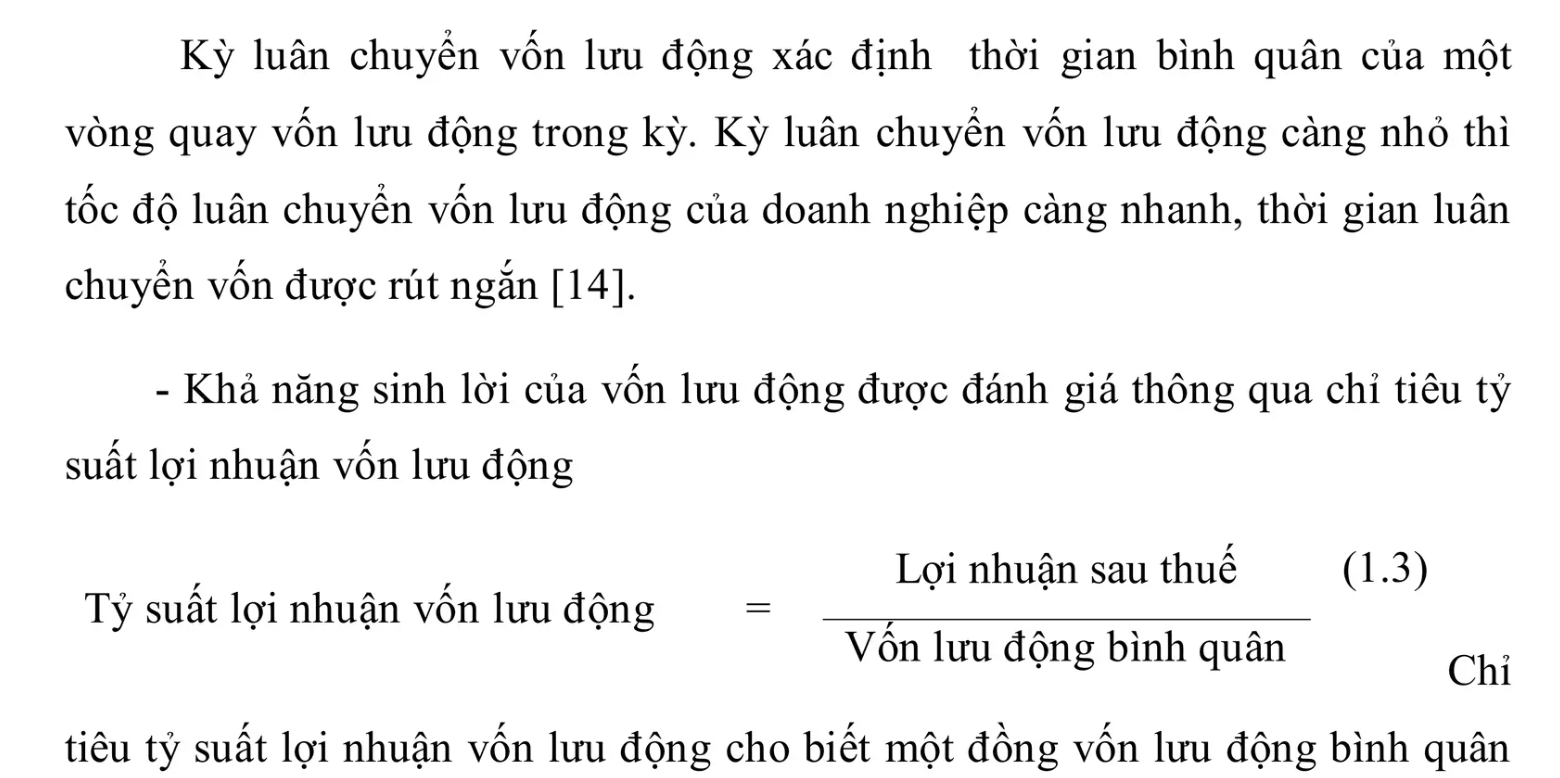 Kỳ luân chuyển vốn lưu động xác định thời gian bình quân của một
vòng quay vốn lưu động trong kỳ. Kỳ luân chuyển vốn lưu động càng nhỏ thì
tốc độ luân chuyển vốn lưu động của doanh nghiệp càng nhanh, thời gian luân
chuyển vốn được rút ngắn [14].
- Khả năng sinh lời của vốn lưu động được đánh giá thông qua chỉ tiêu tỷ
suất lợi nhuận vốn lưu động
Lợi nhuận sau thuế (1.3)
Tỷ suất lợi nhuận vốn lưu động =
Vốn lưu động bình quân
Chỉ
tiêu tỷ suất lợi nhuận vốn lưu động cho biết một đồng vốn lưu động bình quân